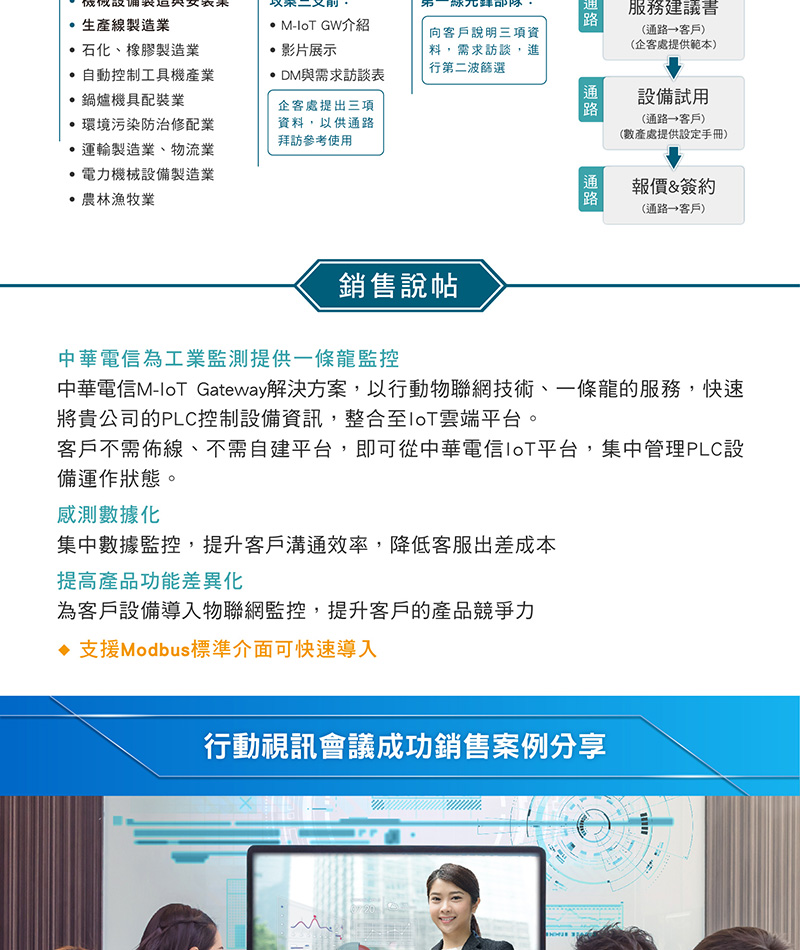 機械設備製造與安裝業
• 生產線製造業
• 石化、橡膠製造業
• 自動控制工具機產業
• 鍋爐機具配裝業
• 環境污染防治修配業
• 運輸製造業、物流業
• 電力機械設備製造業
• 農林漁牧業
攻案三支箭：
• M-IoT GW介紹
• 影片展示
• DM與需求訪談表
企客處提出三項
資料，以供通路
拜訪參考使用
第一線先鋒部隊：
向客戶說明三項資
料，需求訪談，進
行第二波篩選
通路
服務建議書
(通路→客戶)
(企客處提供範本)
通路
設備試用
(通路→客戶)
(數產處提供設定手冊)
通路
報價&簽約
(通路→客戶)
銷售說帖
中華電信為工業監測提供一條龍監控
中華電信M-IoT Gateway解決方案，以行動物聯網技術、一條龍的服務，快速
將貴公司的PLC控制設備資訊，整合至IoT雲端平台。
客戶不需佈線、不需自建平台，即可從中華電信IoT平台，集中管理PLC設
備運作狀態。
感測數據化
集中數據監控，提升客戶溝通效率，降低客服出差成本
提高產品功能差異化
為客戶設備導入物聯網監控，提升客戶的產品競爭力
◆ 支援Modbus標準介面可快速導入
行動視訊會議成功銷售案例分享